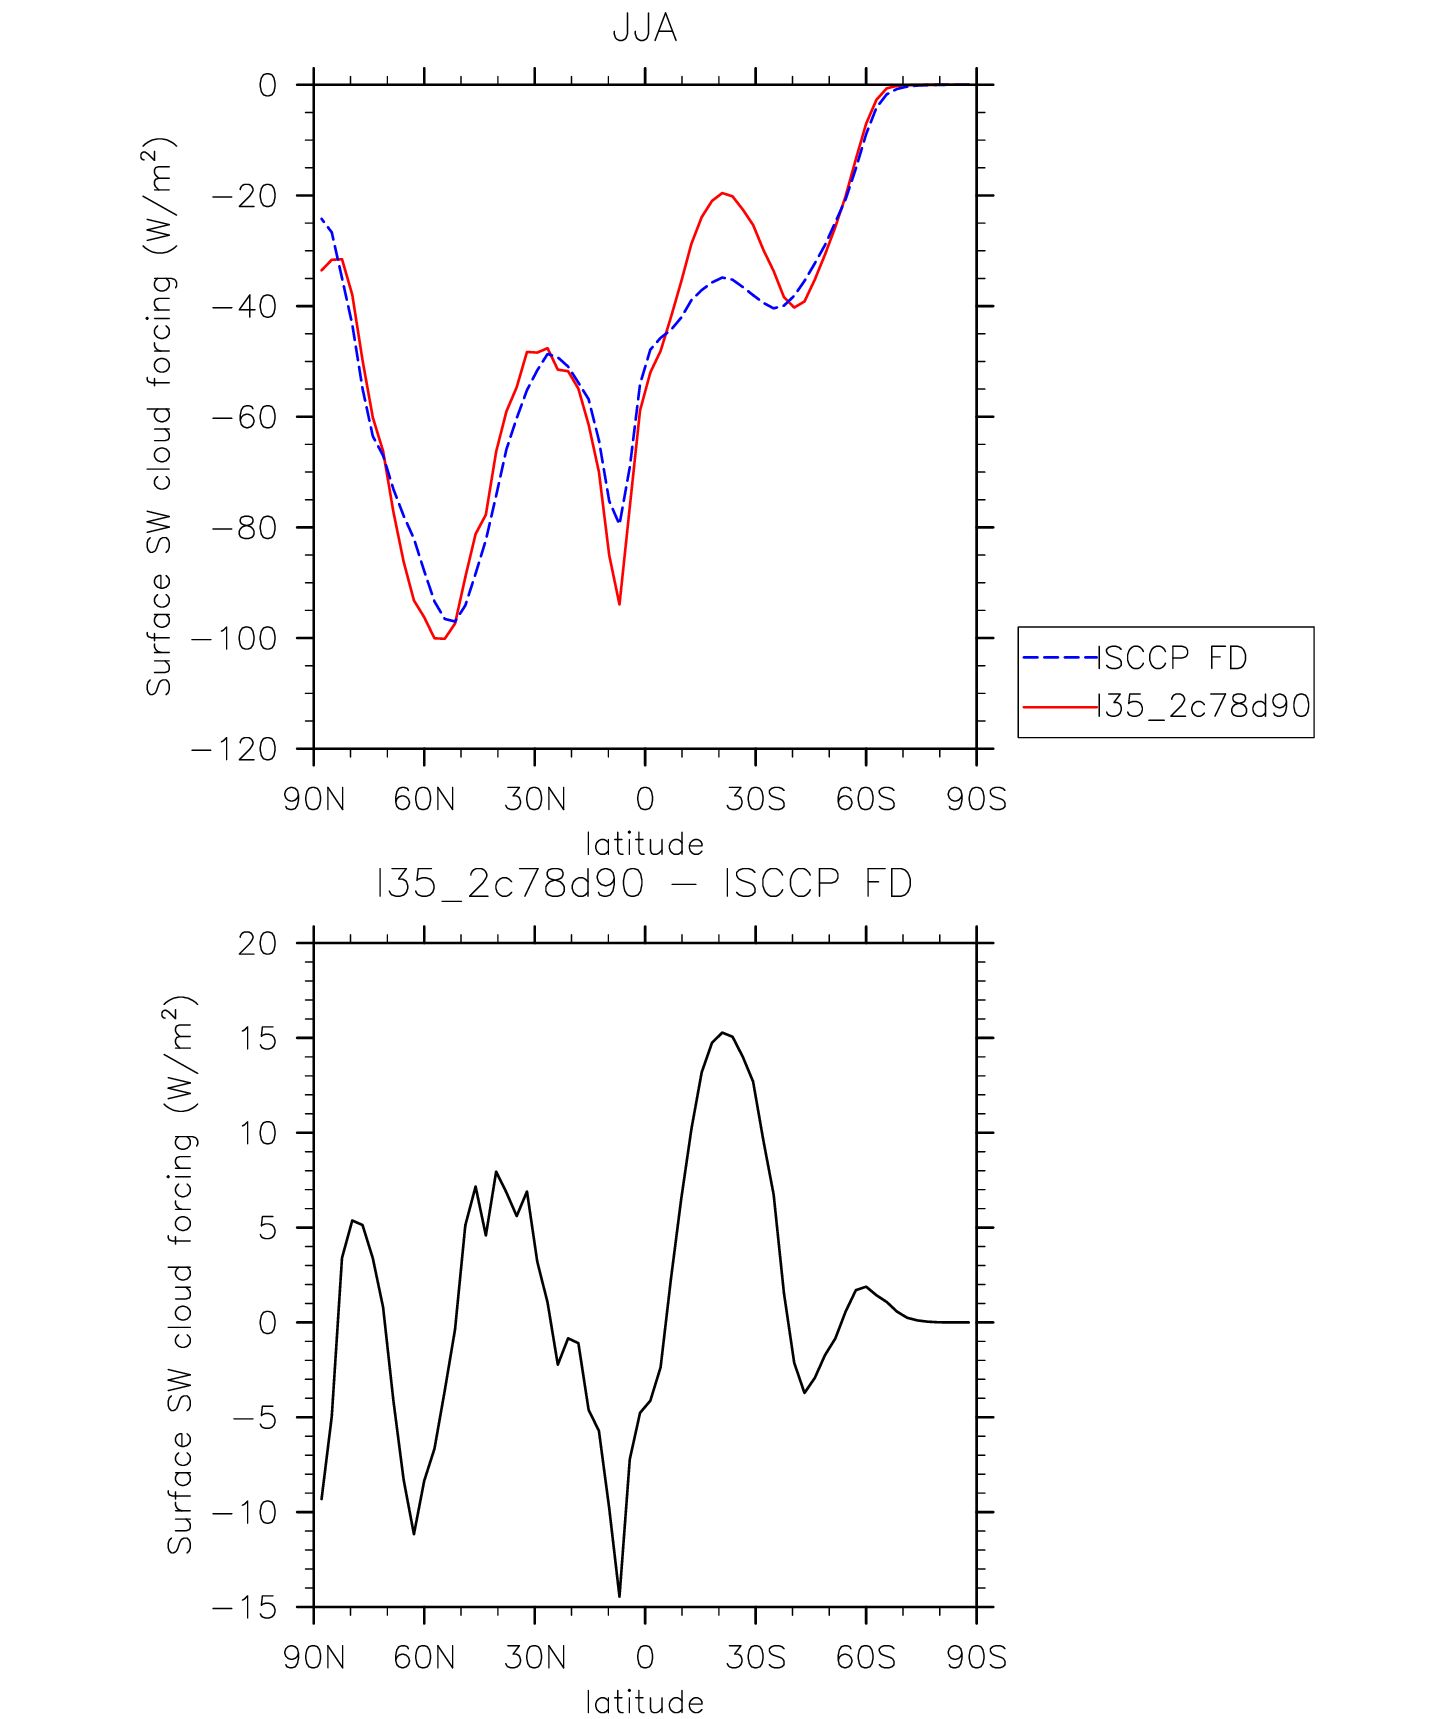 JJA
0
−20
−40
−60
−80
−100
−120
Surface SW cloud forcing (W/m²)
90N 60N 30N 0 30S 60S 90S
latitude
ISCCP FD
I35_2c78d90
I35_2c78d90 − ISCCP FD
20
15
10
5
0
−5
−10
−15
Surface SW cloud forcing (W/m²)
90N 60N 30N 0 30S 60S 90S
latitude